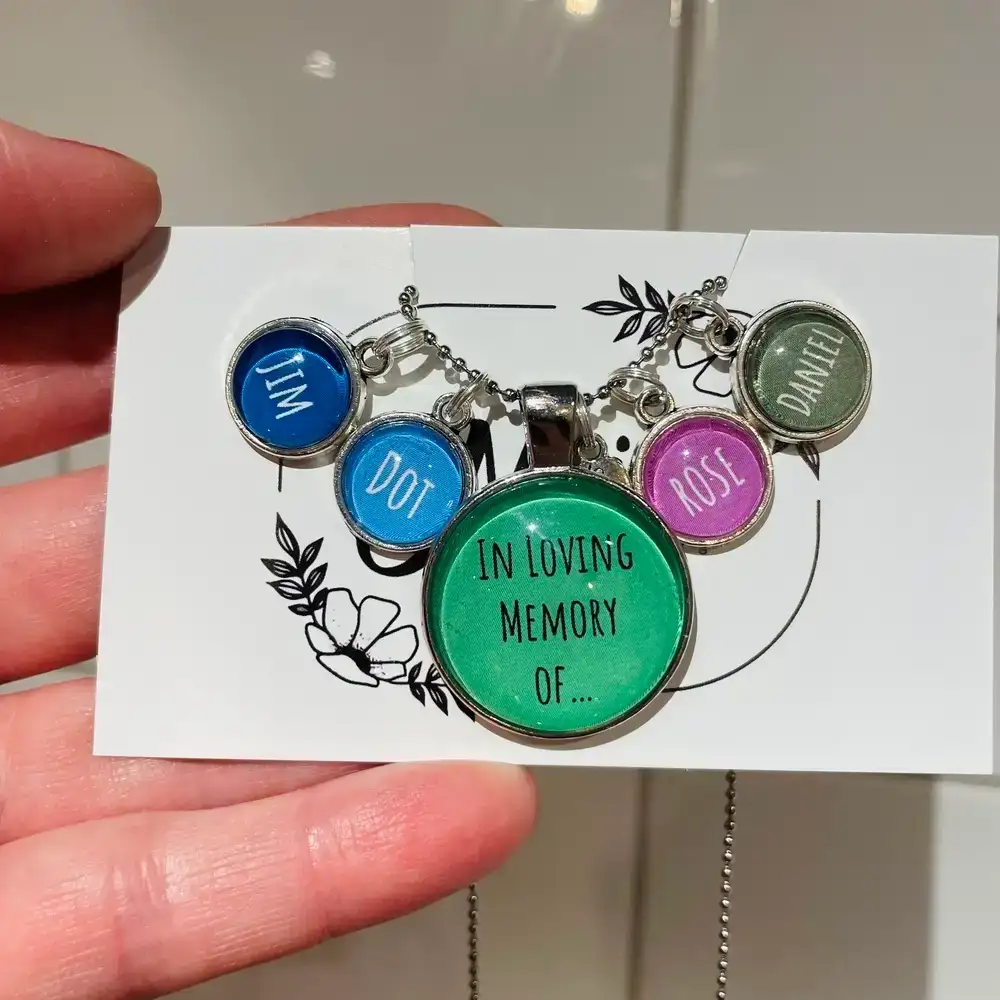 JIM
DOT
IN LOVING
MEMORY
OF...
ROSE
DANIEL